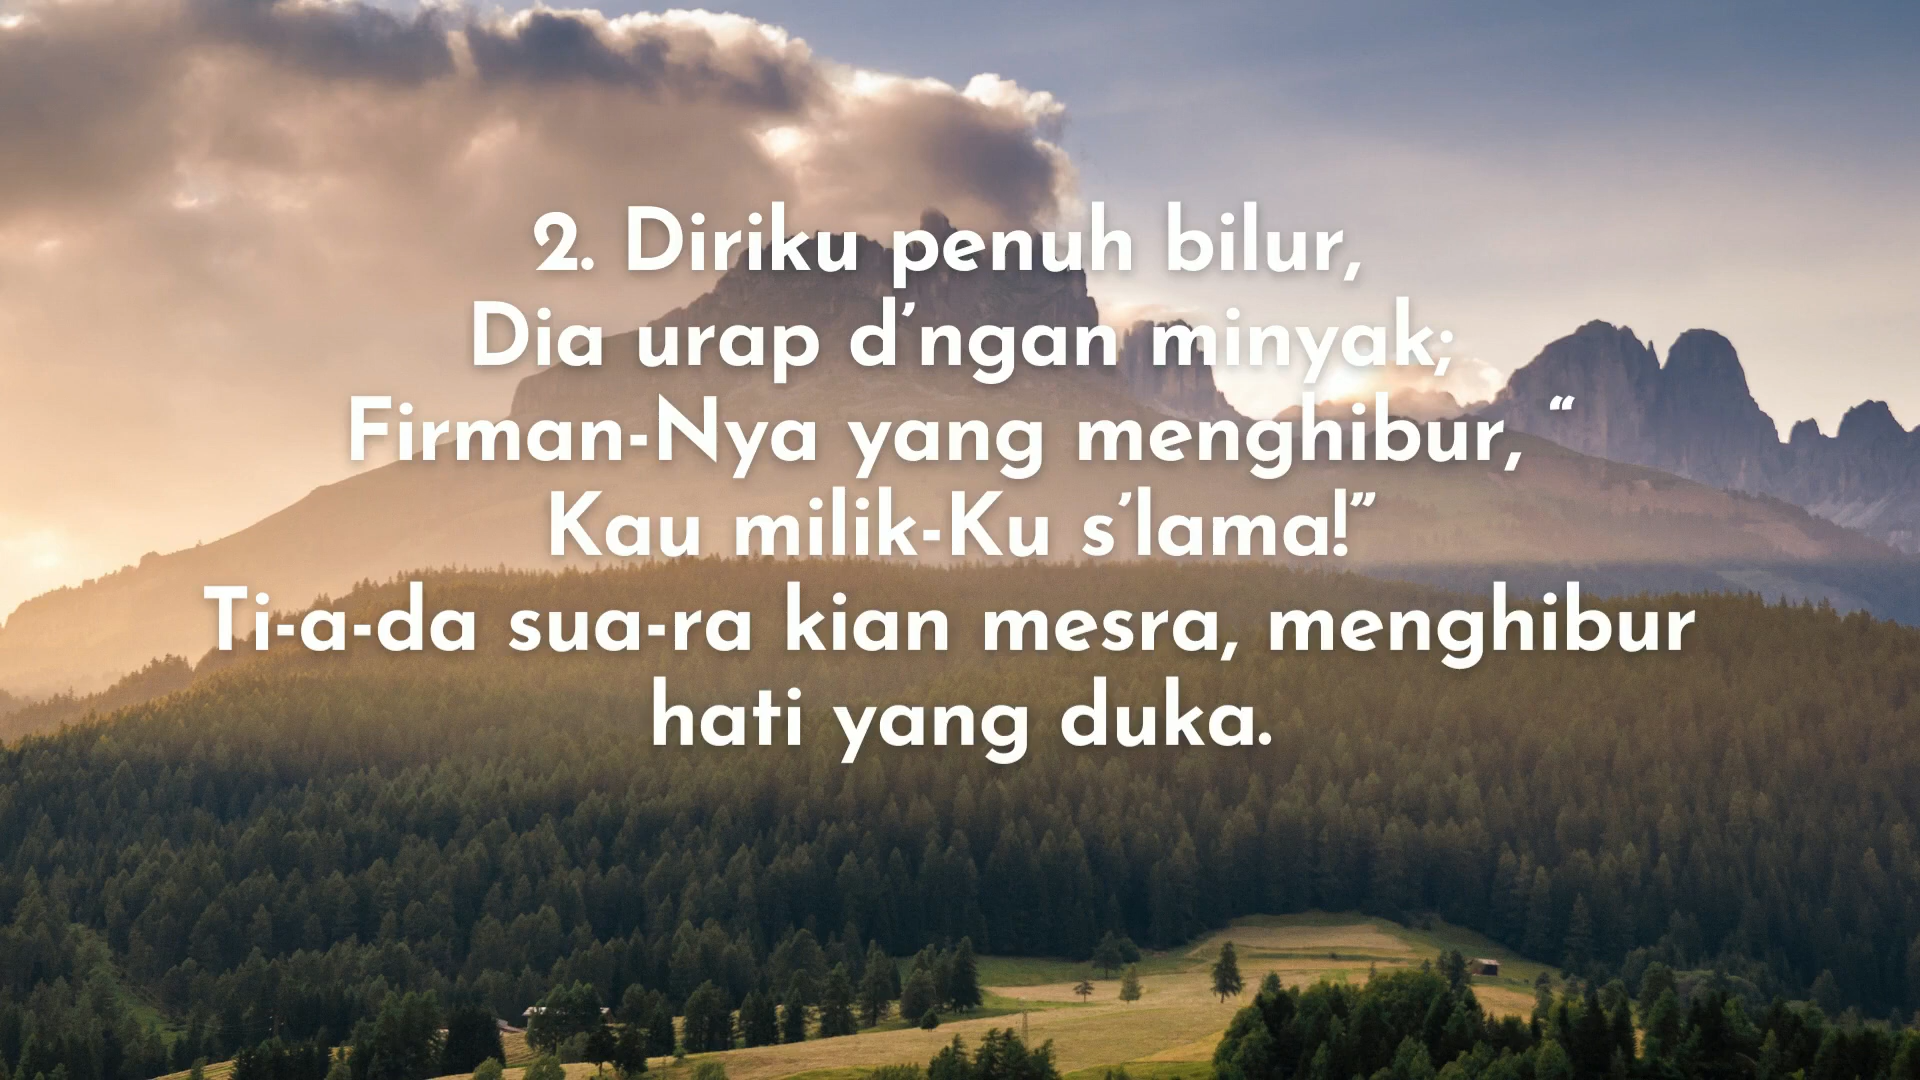 2. Diriku penuh bilur,
Dia urap d’ngan minyak;
Firman-Nya yang menghibur, “
Kau milik-Ku s’lama!”
Ti-a-da sua-ra kian mesra, menghibur
hati yang duka.